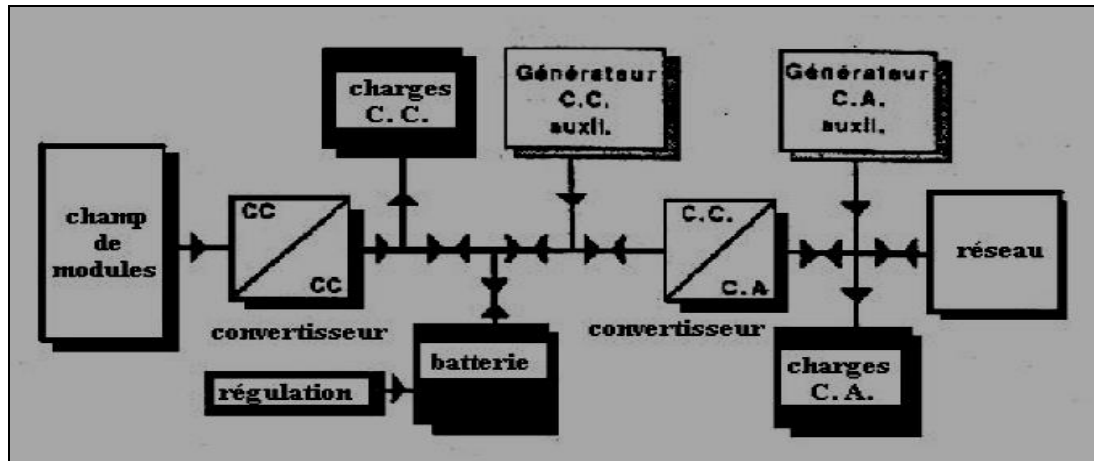 charges
C. C.
Générateur
C.C.
auxil.
Générateur
C.A.
auxil.
champ
de
modules
CC
CC
convertisseur
C.C.
C.A
convertisseur
réseau
batterie
régulation
charges
C. A.